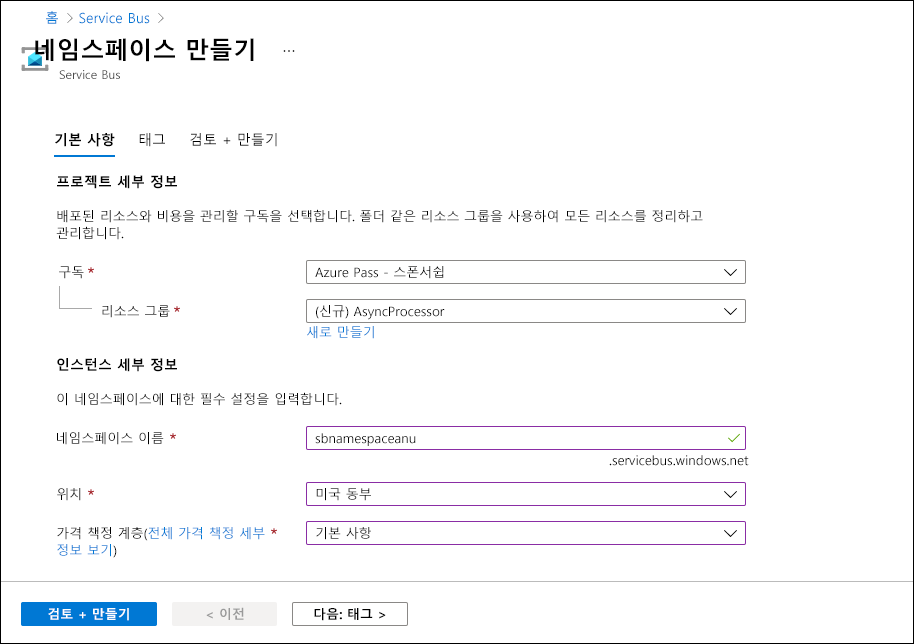 홈 > Service Bus >
네임스페이스 만들기 ...
Service Bus
기본 사항 태그 검토 + 만들기
프로젝트 세부 정보
배포된 리소스와 비용을 관리할 구독을 선택합니다. 폴더 같은 리소스 그룹을 사용하여 모든 리소스를 정리하고
관리합니다.
구독 * Azure Pass - 스폰서쉽
리소스 그룹 * (신규) AsyncProcessor
새로 만들기
인스턴스 세부 정보
이 네임스페이스에 대한 필수 설정을 입력합니다.
네임스페이스 이름 * sbnamespaceanu
.servicebus.windows.net
위치 * 미국 동부
가격 책정 계층(전체 가격 책정 세부 * 기본 사항
정보 보기)
검토 + 만들기 < 이전 다음: 태그 >